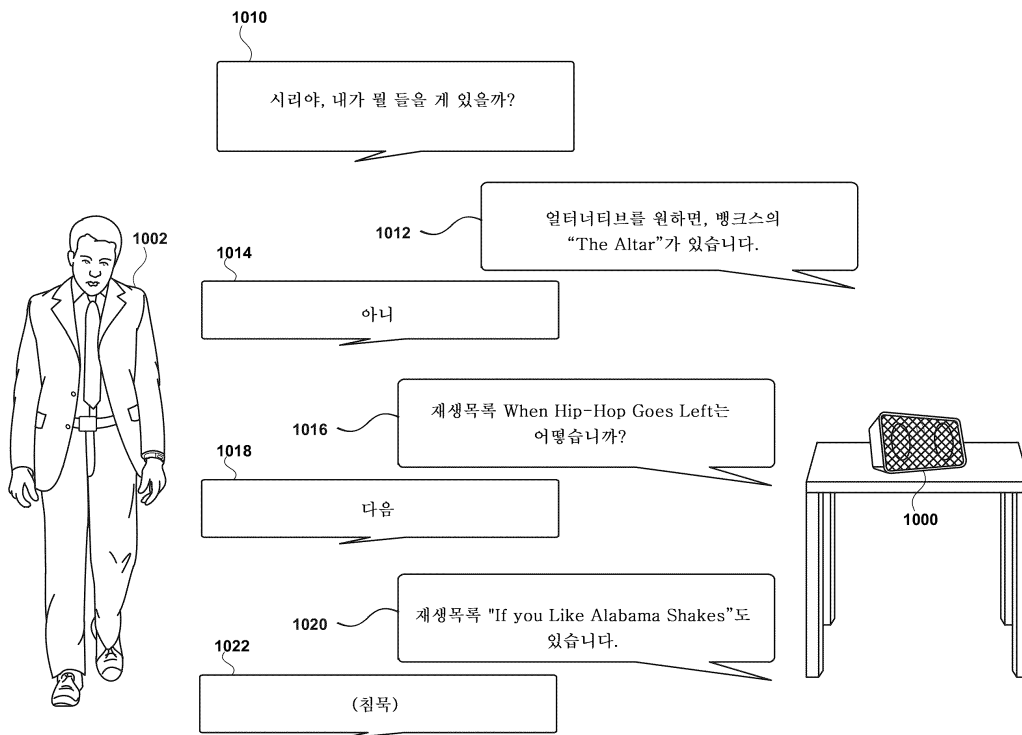 1010
시리야, 내가 뭘 들을 게 있을까?
1012
얼터너티브를 원하면, 뱅크스의
“The Altar”가 있습니다.
1002
1014
아니
1016
재생목록 When Hip-Hop Goes Left는
어떻습니까?
1018
다음
1000
1020
재생목록 "If you Like Alabama Shakes”도
있습니다.
1022
(침묵)